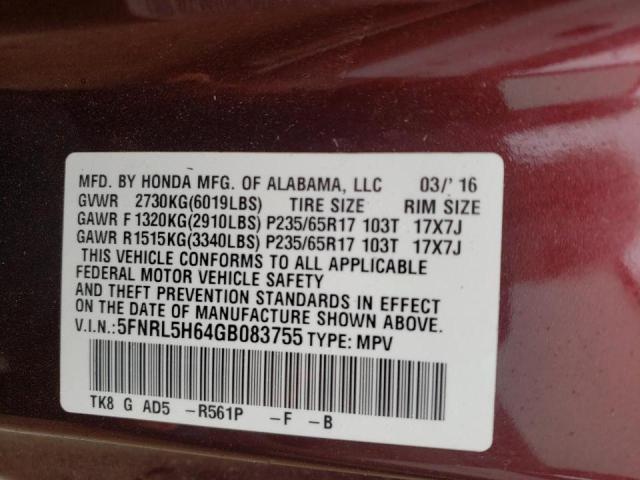 MFD. BY HONDA MFG. OF ALABAMA, LLC 03/' 16
GVWR 2730KG(6019LBS) TIRE SIZE RIM SIZE
GAWR F 1320KG(2910LBS) P235/65R17 103T 17X7J
GAWR R1515KG(3340LBS) P235/65R17 103T 17X7J
THIS VEHICLE CONFORMS TO ALL APPLICABLE
FEDERAL MOTOR VEHICLE SAFETY
AND THEFT PREVENTION STANDARDS IN EFFECT
ON THE DATE OF MANUFACTURE SHOWN ABOVE.
V.I.N.:5FNRL5H64GB083755 TYPE: MPV
TK8 G AD5 -R561P -F -B